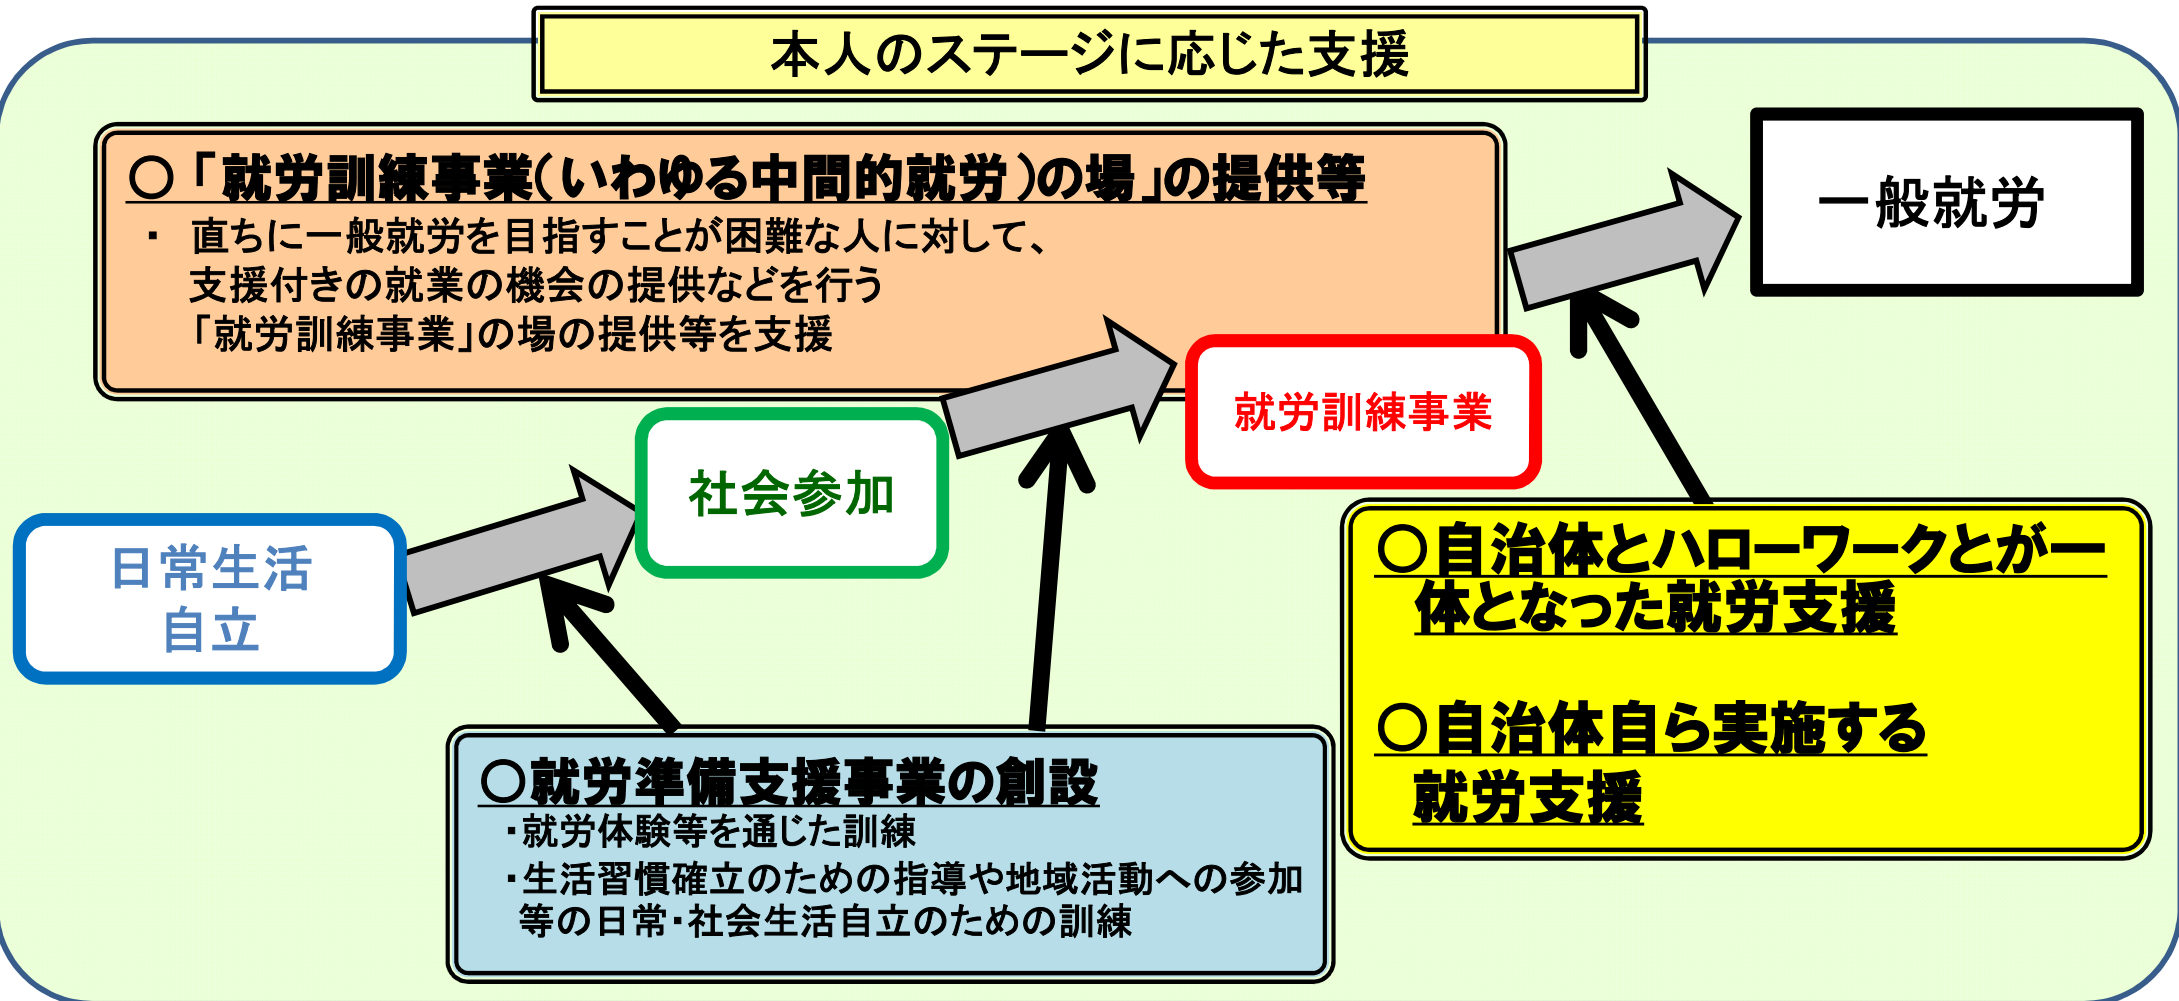 本人のステージに応じた支援
〇「就労訓練事業（いわゆる中間的就労）の場」の提供等
・ 直ちに一般就労を目指すことが困難な人に対して、
支援付きの就業の機会の提供などを行う
「就労訓練事業」の場の提供等を支援
一般就労
就労訓練事業
社会参加
日常生活
自立
〇自治体とハローワークとが一
体となった就労支援
〇自治体自ら実施する
就労支援
〇就労準備支援事業の創設
・就労体験等を通じた訓練
・生活習慣確立のための指導や地域活動への参加
等の日常・社会生活自立のための訓練